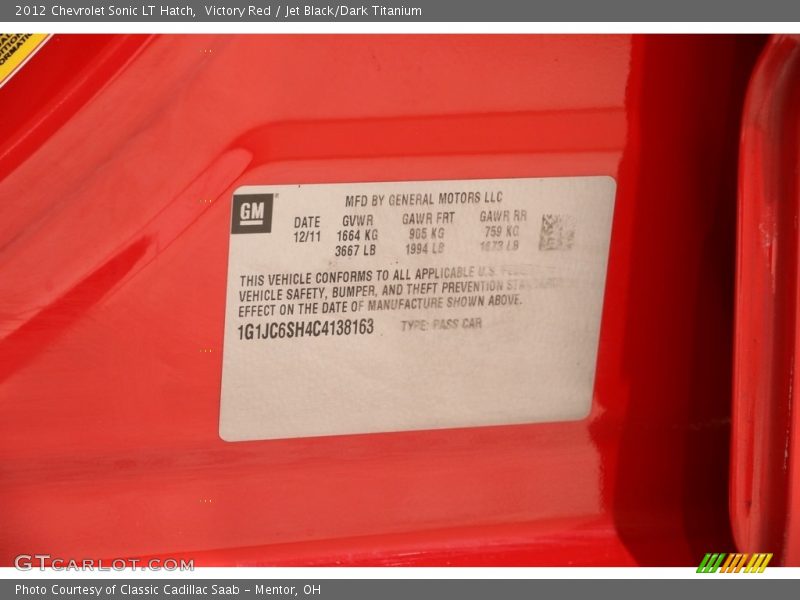 2012 Chevrolet Sonic LT Hatch, Victory Red / Jet Black/Dark Titanium
GM
MFD BY GENERAL MOTORS LLC
DATE GVWR GAWR FRT GAWR RR
12/11 1664 KG 905 KG 759 KG
3667 LB 1994 LB 1673 LB
THIS VEHICLE CONFORMS TO ALL APPLICABLE U.S.
VEHICLE SAFETY, BUMPER, AND THEFT PREVENTION
EFFECT ON THE DATE OF MANUFACTURE SHOWN ABOVE.
1G1JC6SH4C4138163 TYPE: PASS CAR
GTCARLOT.COM
Photo Courtesy of Classic Cadillac Saab - Mentor, OH